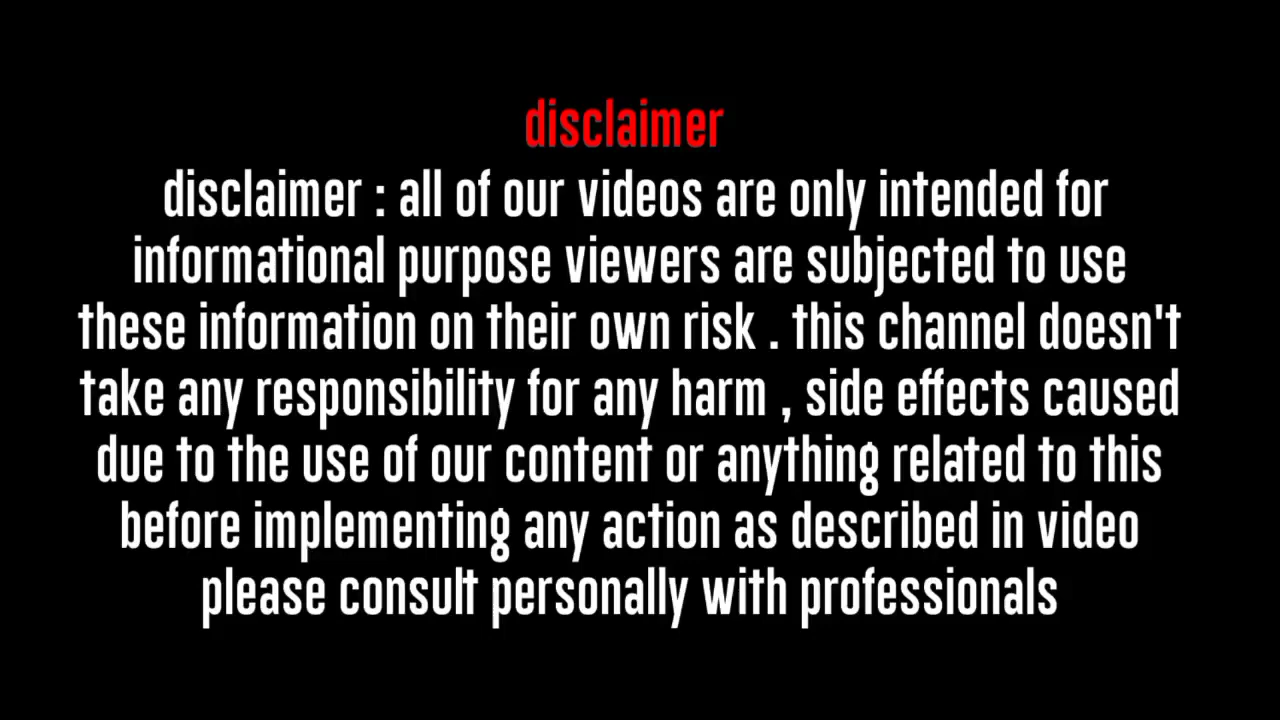 disclaimer
disclaimer : all of our videos are only intended for
informational purpose viewers are subjected to use
these information on their own risk . this channel doesn't
take any responsibility for any harm , side effects caused
due to the use of our content or anything related to this
before implementing any action as described in video
please consult personally with professionals